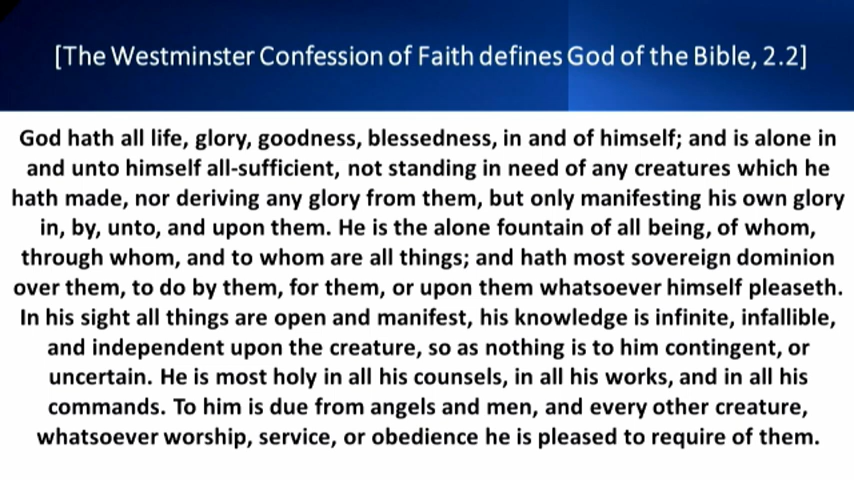 [The Westminster Confession of Faith defines God of the Bible, 2.2]
God hath all life, glory, goodness, blessedness, in and of himself; and is alone in
and unto himself all-sufficient, not standing in need of any creatures which he
hath made, nor deriving any glory from them, but only manifesting his own glory
in, by, unto, and upon them. He is the alone fountain of all being, of whom,
through whom, and to whom are all things; and hath most sovereign dominion
over them, to do by them, for them, or upon them whatsoever himself pleaseth.
In his sight all things are open and manifest, his knowledge is infinite, infallible,
and independent upon the creature, so as nothing is to him contingent, or
uncertain. He is most holy in all his counsels, in all his works, and in all his
commands. To him is due from angels and men, and every other creature,
whatsoever worship, service, or obedience he is pleased to require of them.